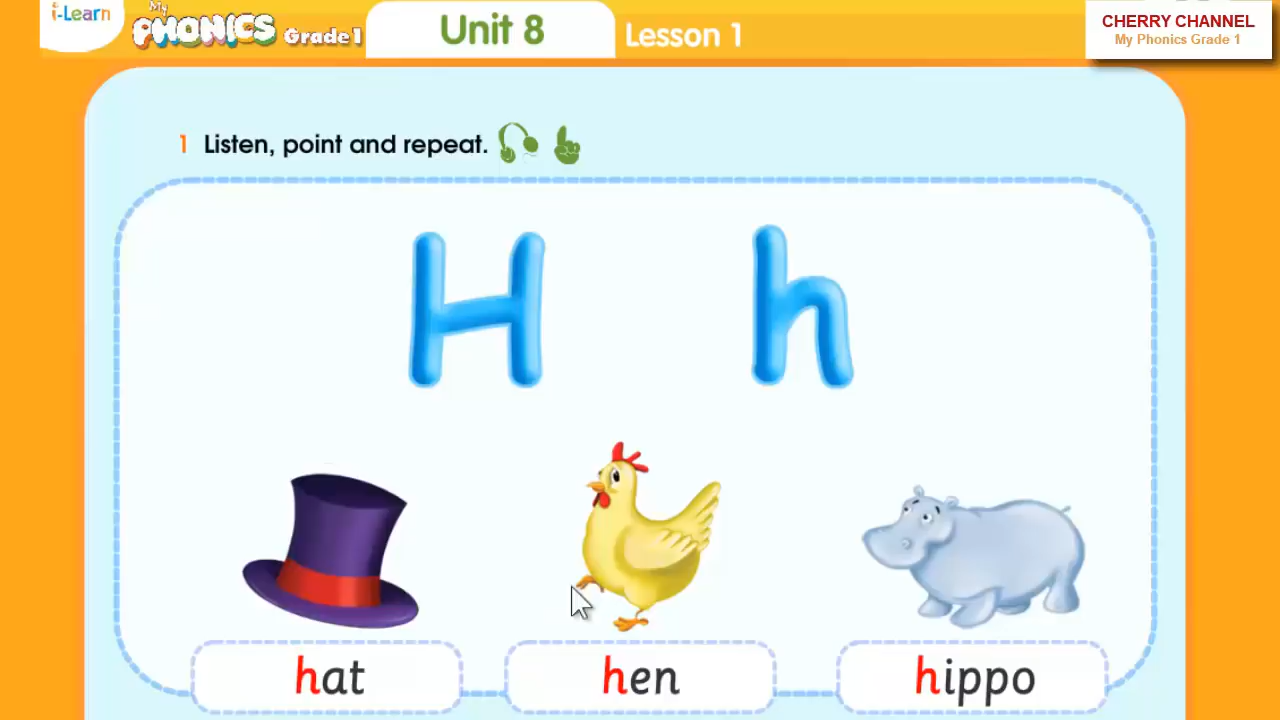 i-Learn
My
PHONICS Grade 1
Unit 8
Lesson 1
CHERRY CHANNEL
My Phonics Grade 1
1 Listen, point and repeat.
H h
hat hen hippo